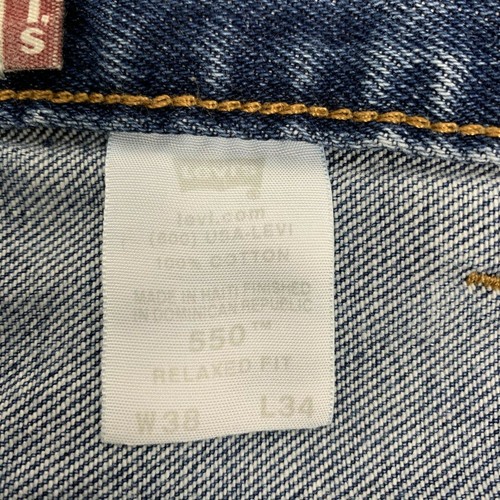 I.
S
Levi's
levi.com
(800) USA-LEVI
100% COTTON
MADE IN HAITI, FINISHED
IN DOMINICAN REPUBLIC
550™
RELAXED FIT
W38 L34